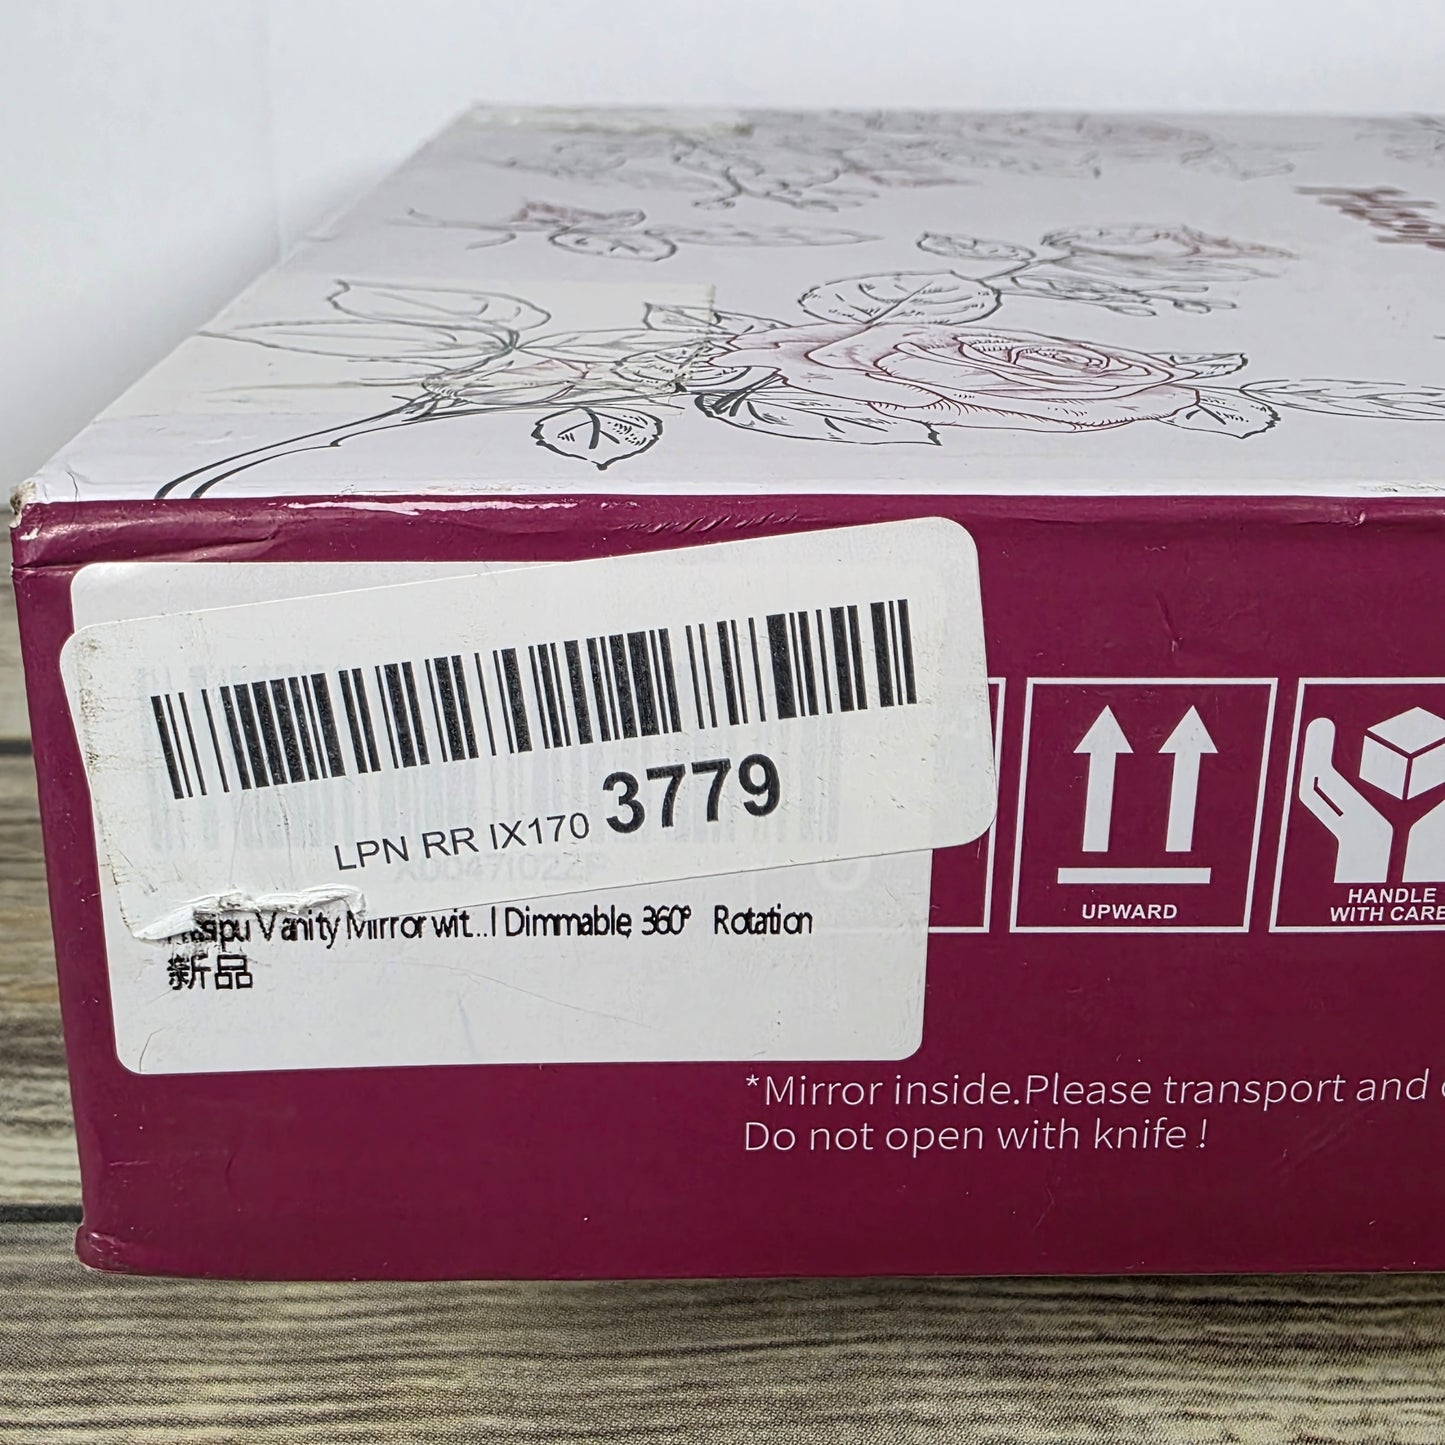 LPN RR IX170 3779
Vanity Mirror wit...l Dimmable, 360° Rotation
新品
UPWARD
HANDLE
WITH CARE
*Mirror inside.Please transport and
Do not open with knife !